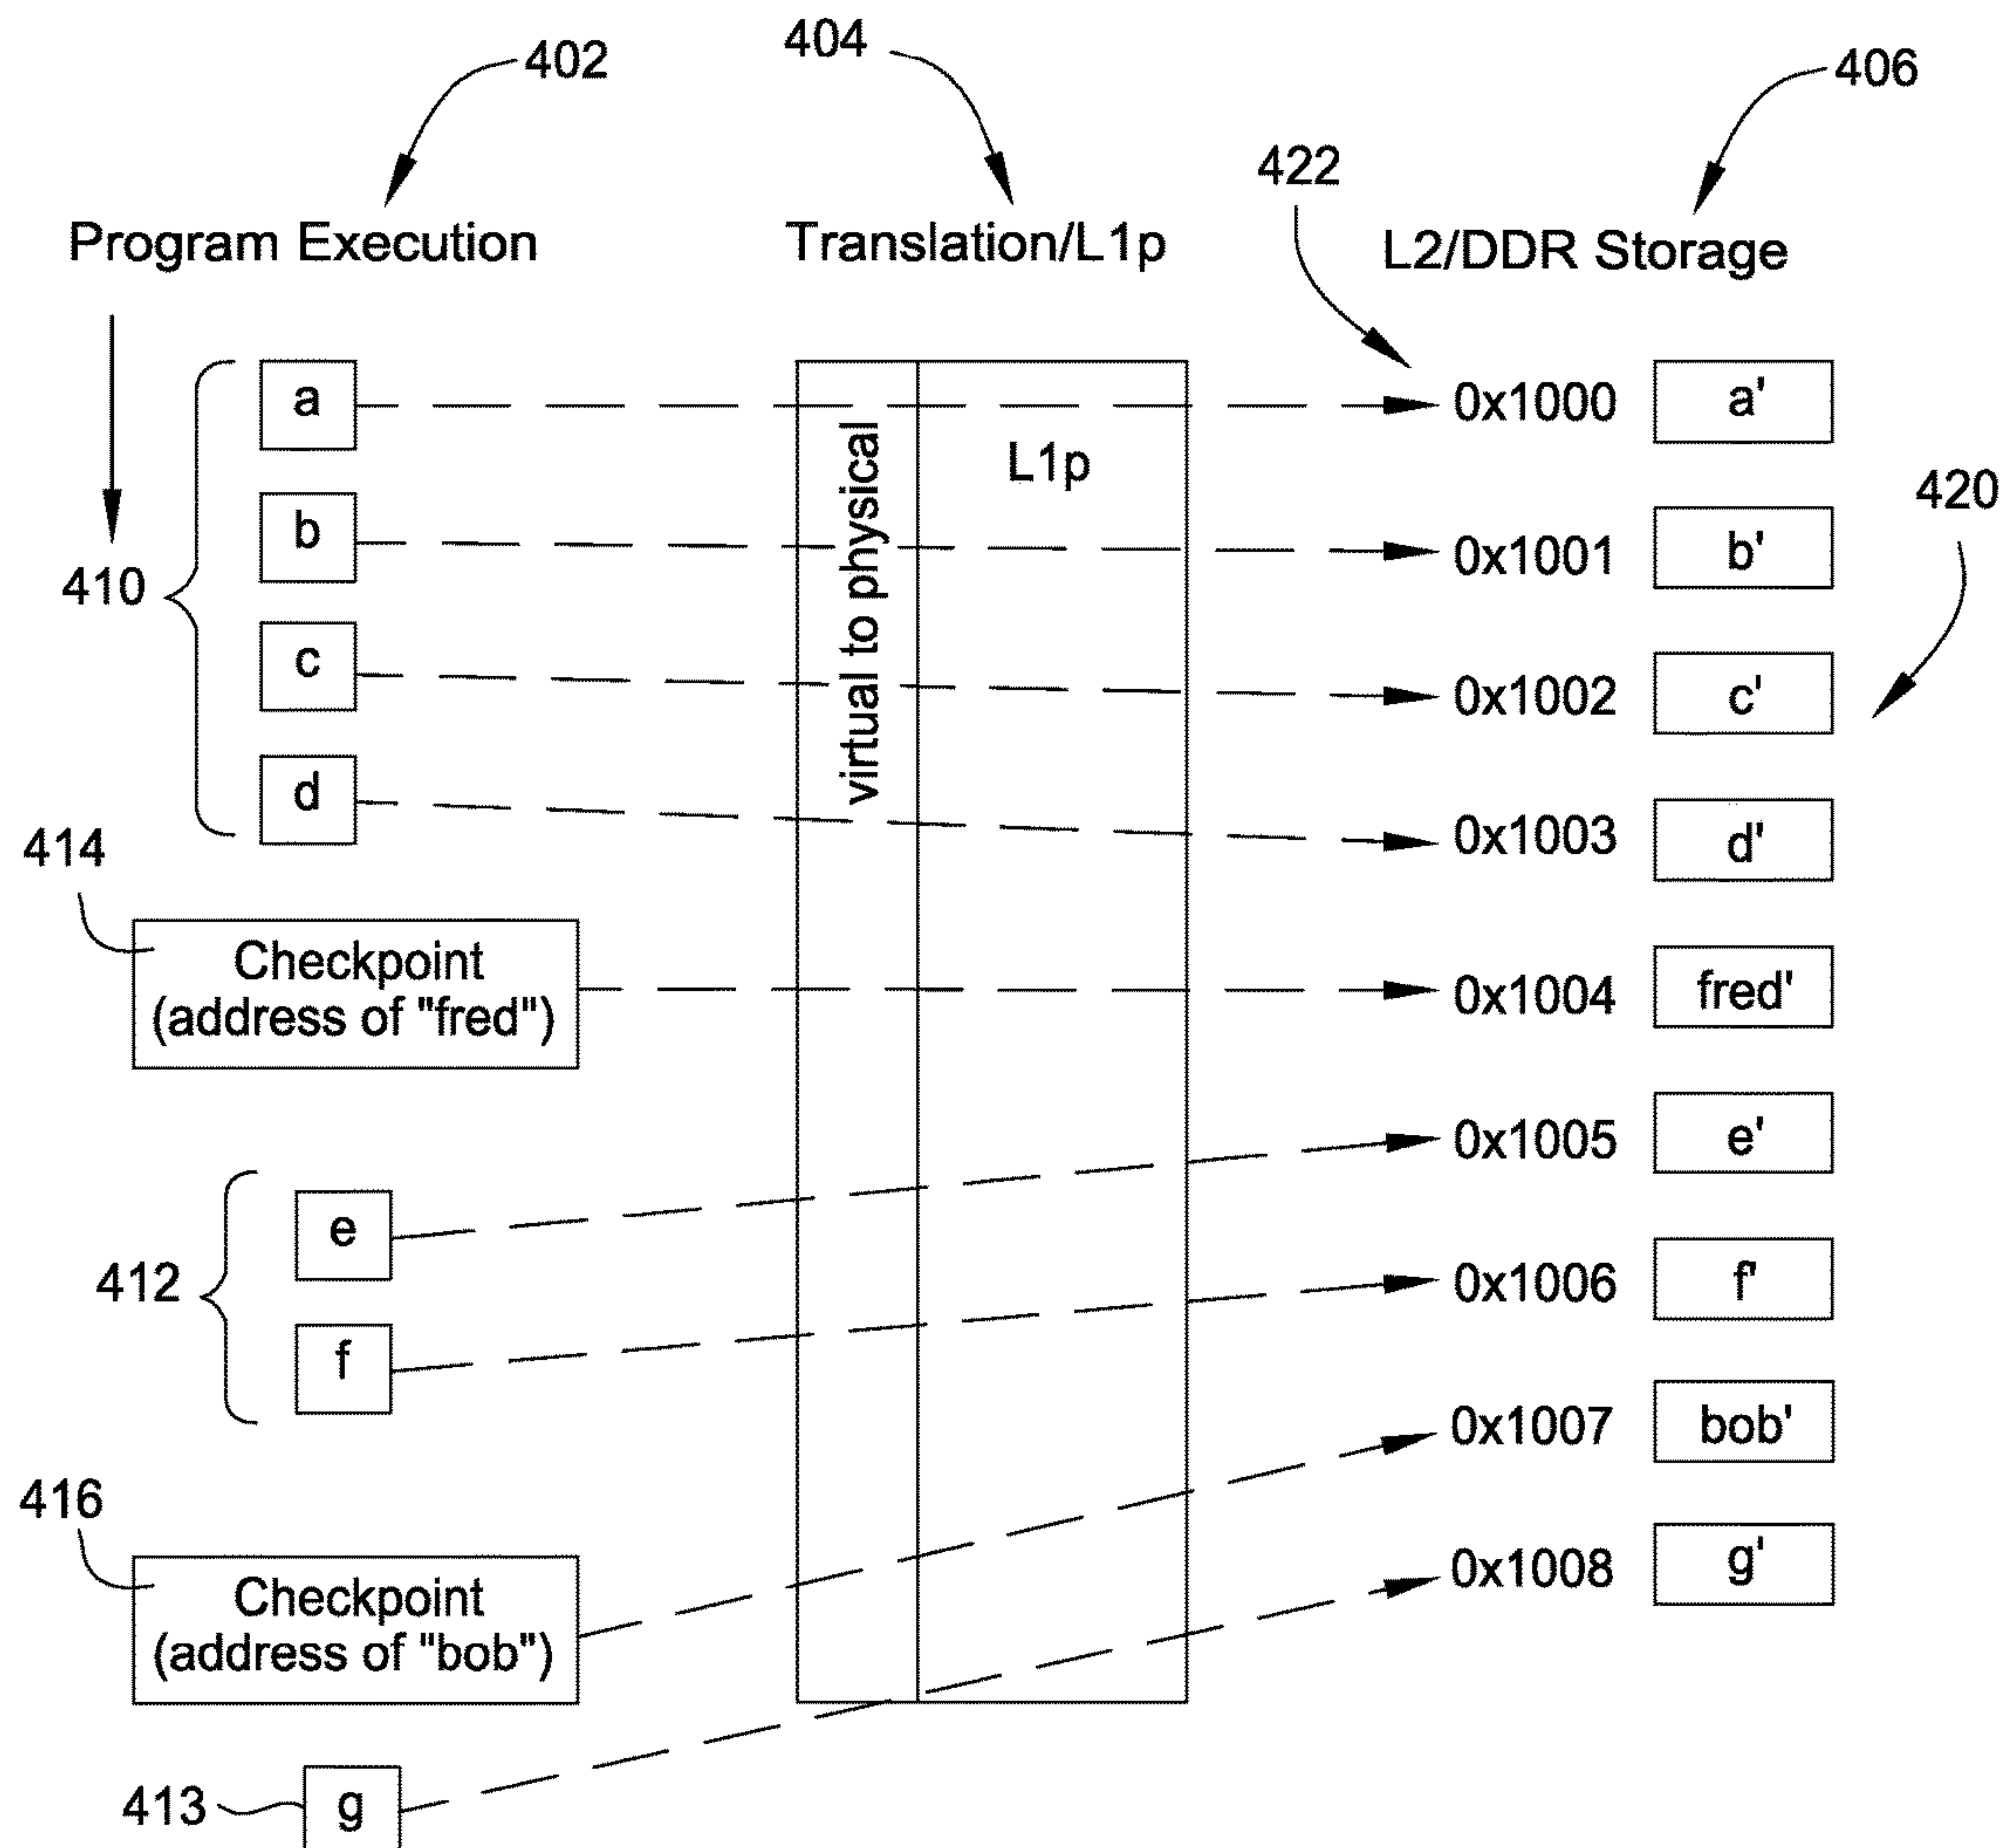 402
404
406
422
Program Execution
Translation/L1p
L2/DDR Storage
a
0x1000
a'
virtual to physical
L1p
420
b
0x1001
b'
410
c
0x1002
c'
d
0x1003
d'
414
Checkpoint
(address of "fred")
0x1004
fred'
0x1005
e'
e
412
0x1006
f'
f
0x1007
bob'
416
Checkpoint
(address of "bob")
0x1008
g'
413
g